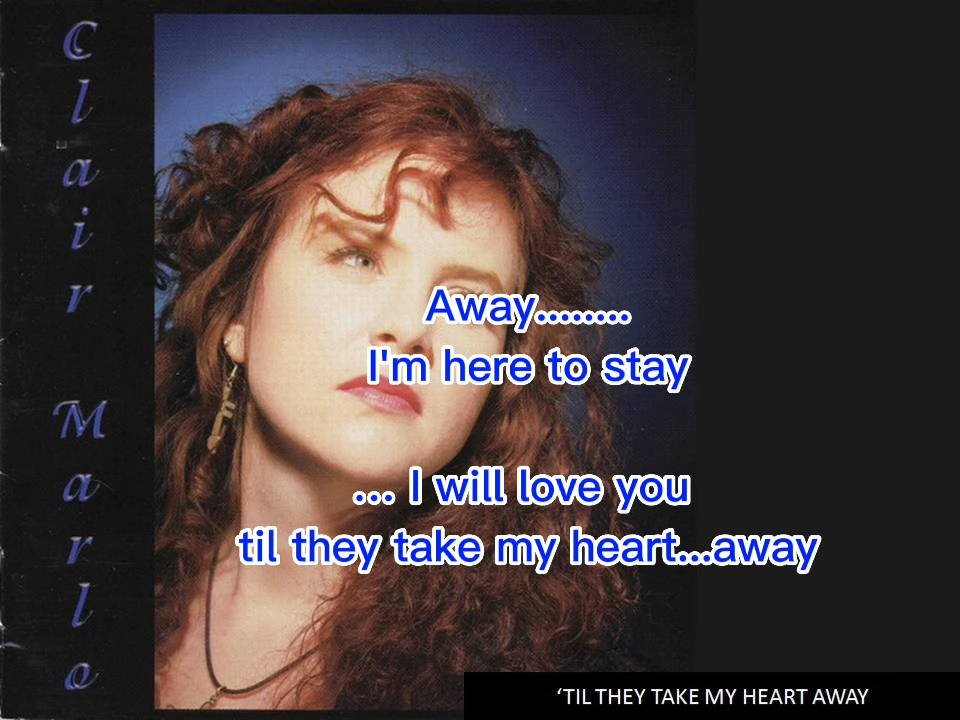 Clair Marlo
Away........
I'm here to stay
... I will love you
til they take my heart...away
‘TIL THEY TAKE MY HEART AWAY